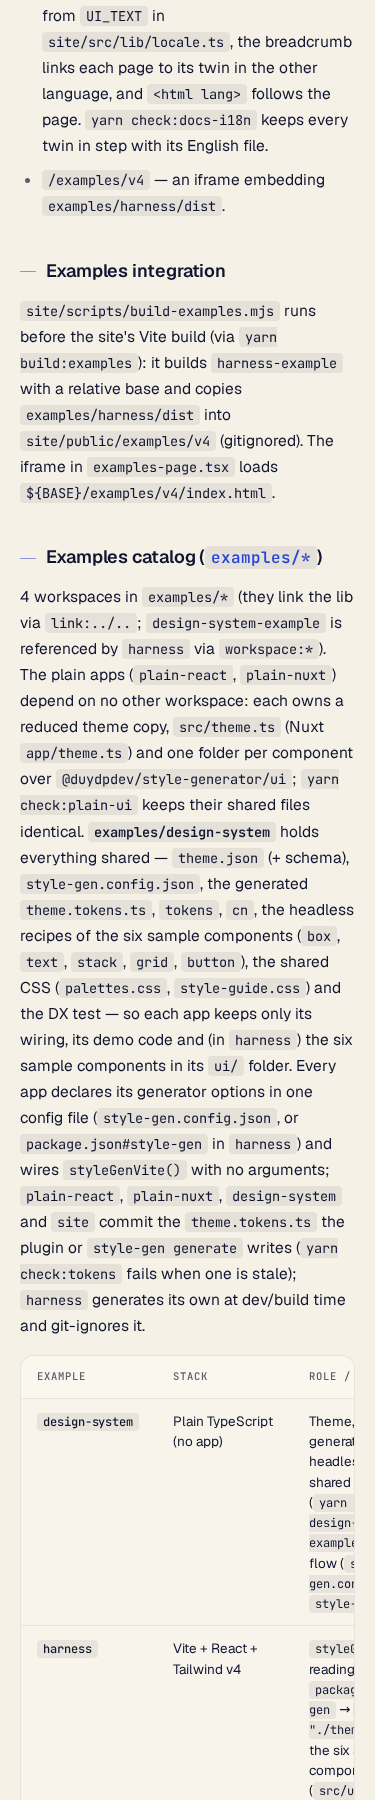 from UI_TEXT in
site/src/lib/locale.ts, the breadcrumb
links each page to its twin in the other
language, and <html lang> follows the
page. yarn check:docs-i18n keeps every
twin in step with its English file.
• /examples/v4 — an iframe embedding
examples/harness/dist.
— Examples integration
site/scripts/build-examples.mjs runs
before the site's Vite build (via yarn
build:examples): it builds harness-example
with a relative base and copies
examples/harness/dist into
site/public/examples/v4 (gitignored). The
iframe in examples-page.tsx loads
${BASE}/examples/v4/index.html.
— Examples catalog (examples/*)
4 workspaces in examples/* (they link the lib
via link:../..; design-system-example is
referenced by harness via workspace:*).
The plain apps (plain-react, plain-nuxt)
depend on no other workspace: each owns a
reduced theme copy, src/theme.ts (Nuxt
app/theme.ts) and one folder per component
over @duydpdev/style-generator/ui; yarn
check:plain-ui keeps their shared files
identical. examples/design-system holds
everything shared — theme.json (+ schema),
style-gen.config.json, the generated
theme.tokens.ts, tokens, cn, the headless
recipes of the six sample components (box,
text, stack, grid, button), the shared
CSS (palettes.css, style-guide.css) and
the DX test — so each app keeps only its
wiring, its demo code and (in harness) the six
sample components in its ui/ folder. Every
app declares its generator options in one
config file (style-gen.config.json, or
package.json#style-gen in harness) and
wires styleGenVite() with no arguments;
plain-react, plain-nuxt, design-system
and site commit the theme.tokens.ts the
plugin or style-gen generate writes (yarn
check:tokens fails when one is stale);
harness generates its own at dev/build time
and git-ignores it.
EXAMPLE STACK ROLE /
design-system Plain TypeScript Theme,
(no app) generat
headles
shared
(yarn
design-
example
flow (s
gen.con
style-
harness Vite + React + styleG
Tailwind v4 reading
packag
gen →
"./them
the six
compor
(src/u